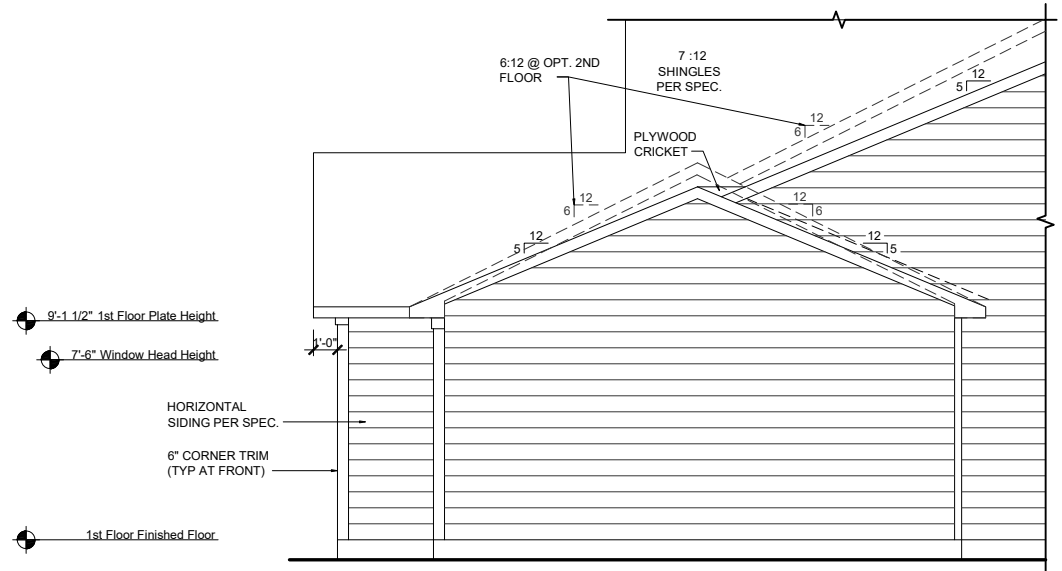 6:12 @ OPT. 2ND
FLOOR
7 :12
SHINGLES
PER SPEC.
12
5
12
6
PLYWOOD
CRICKET
12
6
12
6
12
5
12
5
9'-1 1/2" 1st Floor Plate Height
1'-0"
7'-6" Window Head Height
HORIZONTAL
SIDING PER SPEC.
6" CORNER TRIM
(TYP AT FRONT)
1st Floor Finished Floor